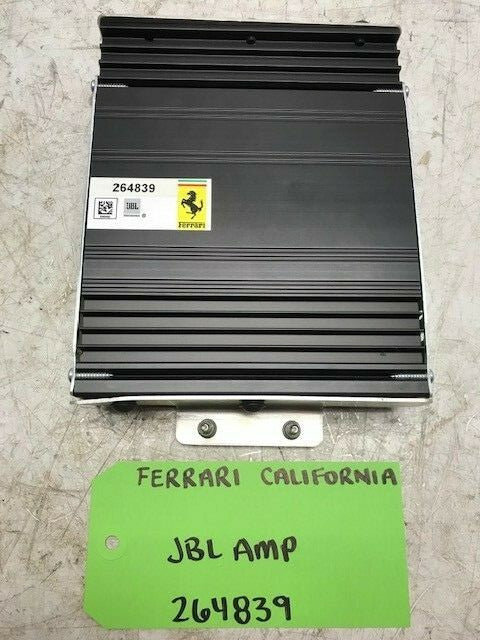 264839
JBL
Ferrari
FERRARI CALIFORNIA
JBL AMP
264839